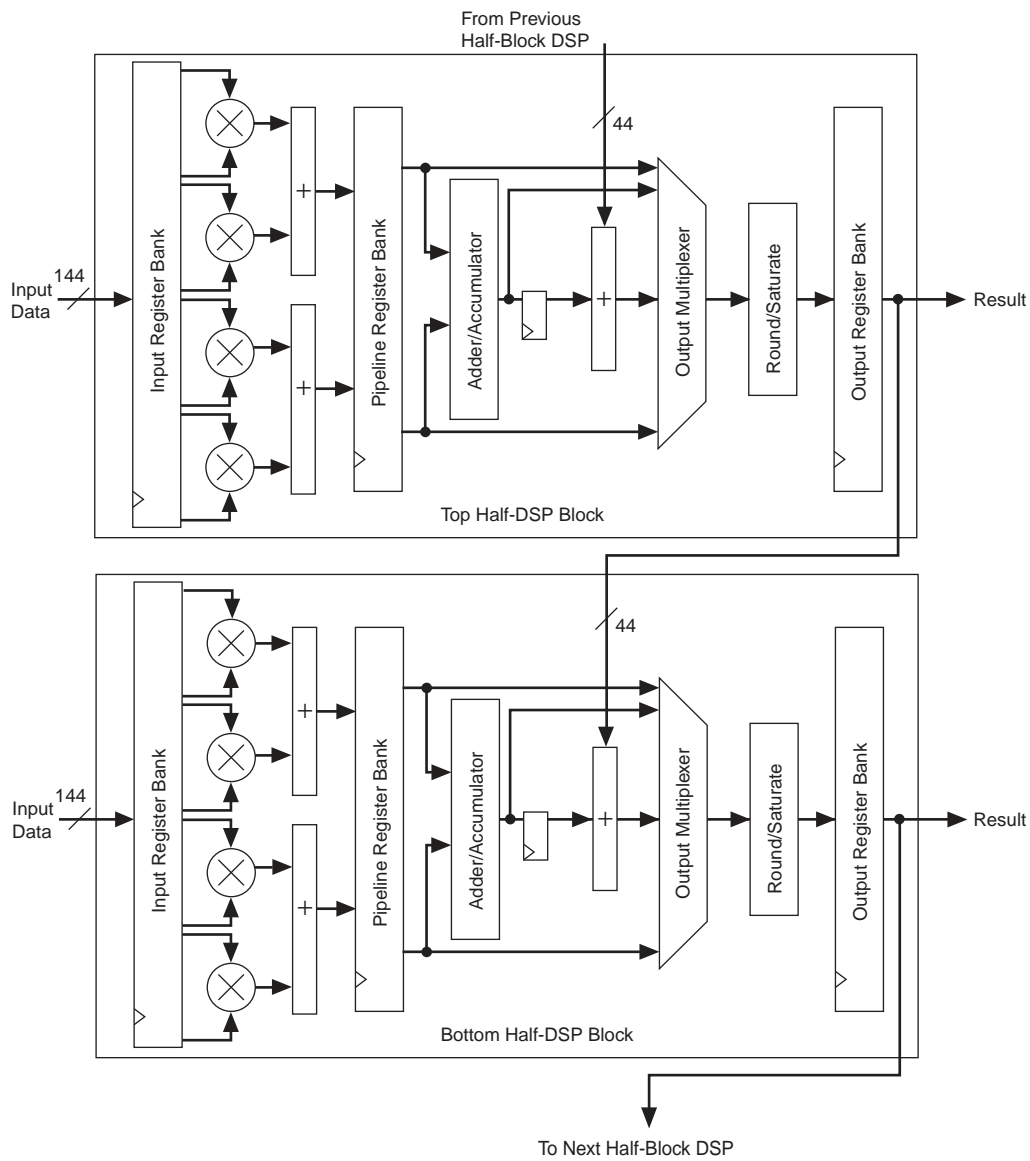 From Previous
Half-Block DSP
44
144
Input
Data
Input Register Bank
+
+
Pipeline Register Bank
Adder/Accumulator
+
Output Multiplexer
Round/Saturate
Output Register Bank
Result
Top Half-DSP Block
44
144
Input
Data
Input Register Bank
+
+
Pipeline Register Bank
Adder/Accumulator
+
Output Multiplexer
Round/Saturate
Output Register Bank
Result
Bottom Half-DSP Block
To Next Half-Block DSP